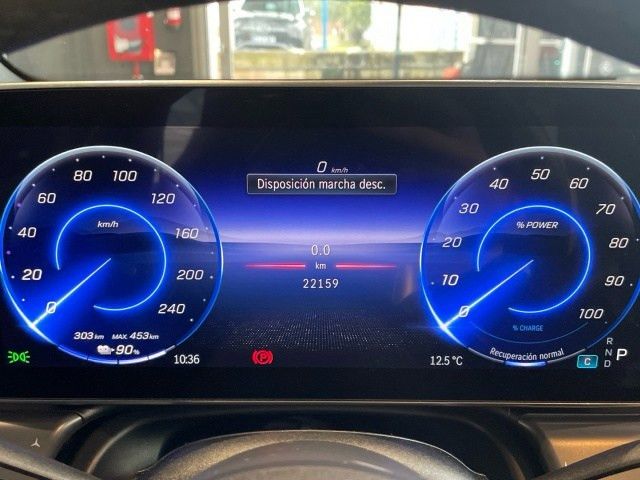 0 km/h
Disposición marcha desc.
0.0
km
22159
km/h
0
20
40
60
80
100
120
160
200
240
303 km MAX. 453 km
90%
10:36
P
12.5 °C
% POWER
0
10
20
30
40
50
60
70
80
90
100
% CHARGE
Recuperación normal
C
R
N
D
P